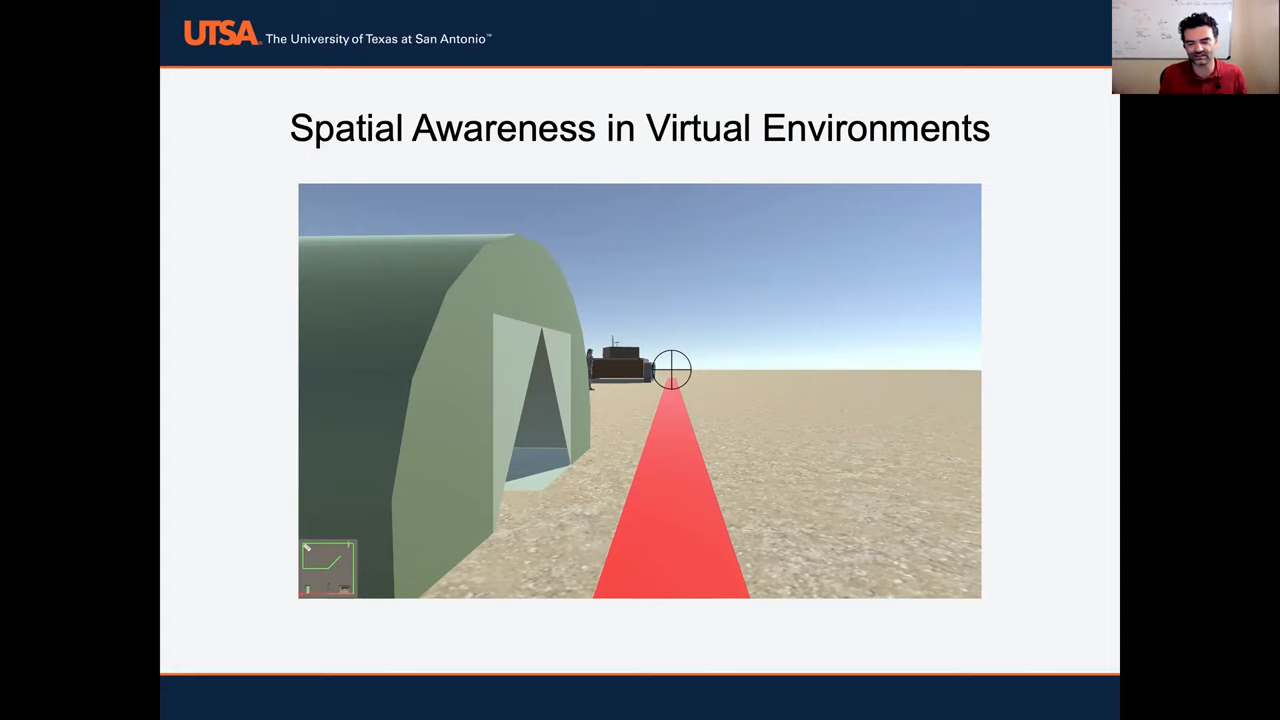 UTSA. The University of Texas at San Antonio™
Spatial Awareness in Virtual Environments